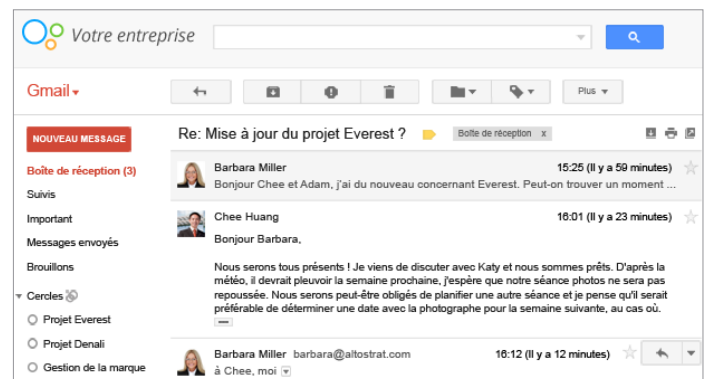 Votre entreprise
Gmail
Plus
NOUVEAU MESSAGE
Boîte de réception (3)
Suivis
Important
Messages envoyés
Brouillons
Cercles
Projet Everest
Projet Denali
Gestion de la marque
Re: Mise à jour du projet Everest ?
Boîte de réception x
Barbara Miller 15:25 (Il y a 59 minutes)
Bonjour Chee et Adam, j'ai du nouveau concernant Everest. Peut-on trouver un moment ...
Chee Huang 16:01 (Il y a 23 minutes)
Bonjour Barbara,
Nous serons tous présents ! Je viens de discuter avec Katy et nous sommes prêts. D'après la
météo, il devrait pleuvoir la semaine prochaine, j'espère que notre séance photos ne sera pas
repoussée. Nous serons peut-être obligés de planifier une autre séance et je pense qu'il serait
préférable de déterminer une date avec la photographe pour la semaine suivante, au cas où.
Barbara Miller barbara@altostrat.com 16:12 (Il y a 12 minutes)
à Chee, moi